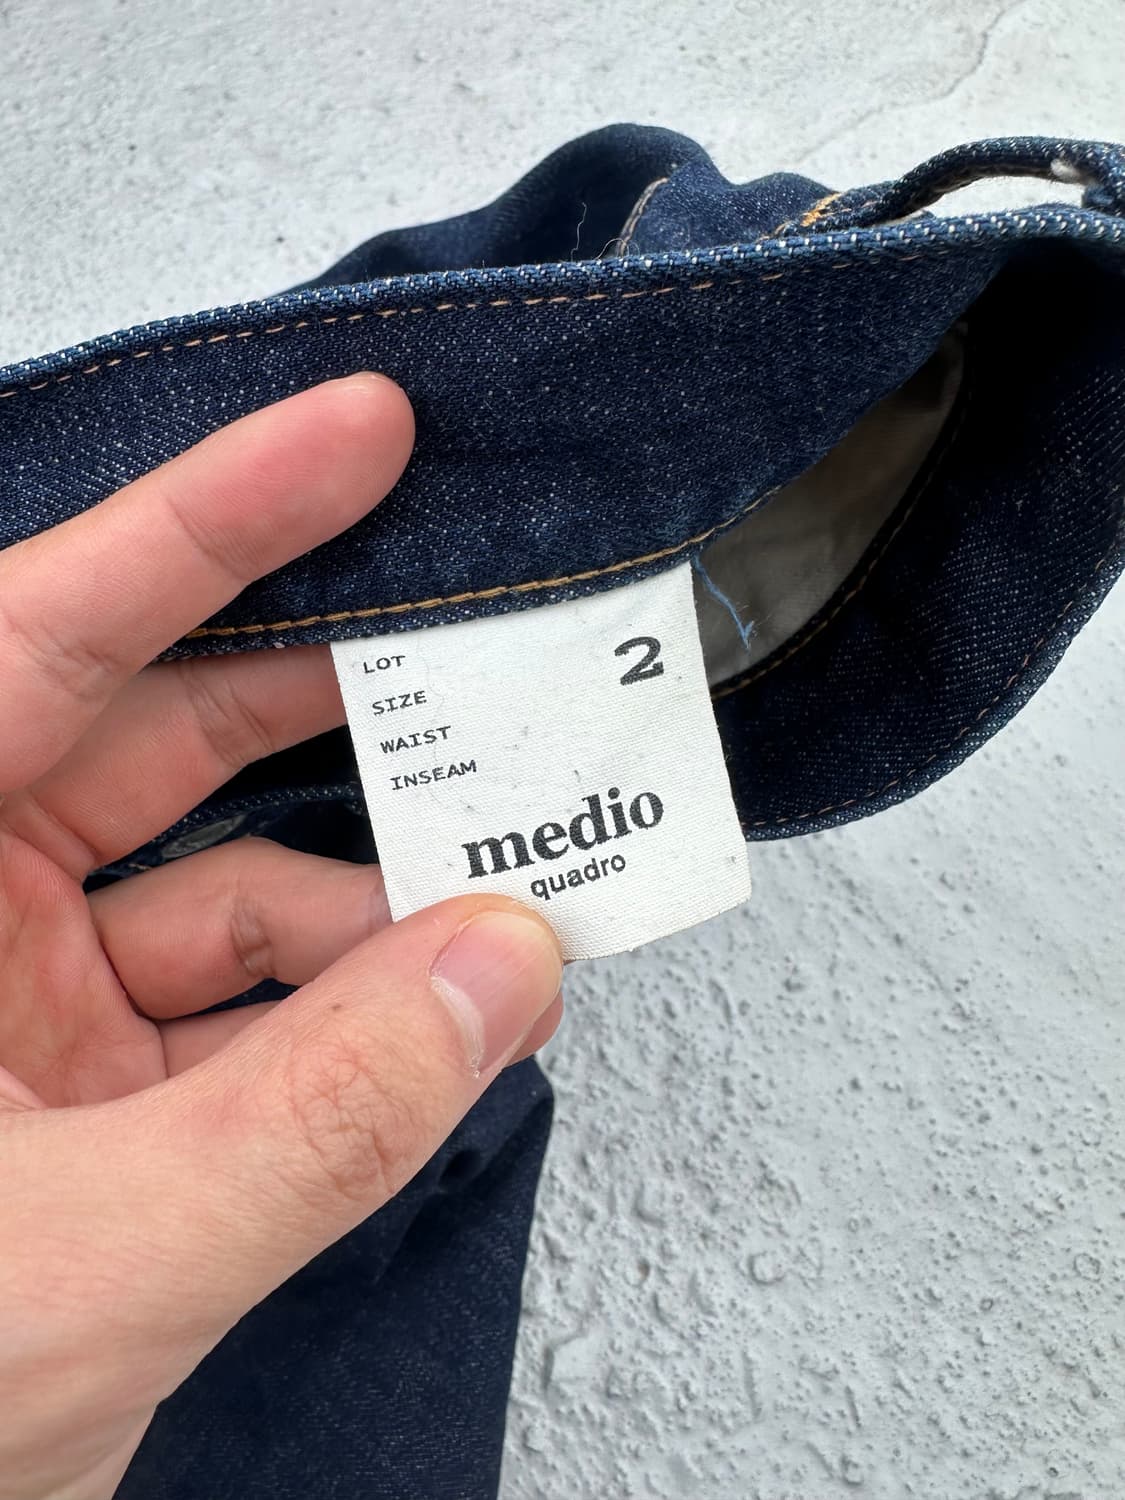 LOT 2
SIZE
WAIST
INSEAM
medio
quadro